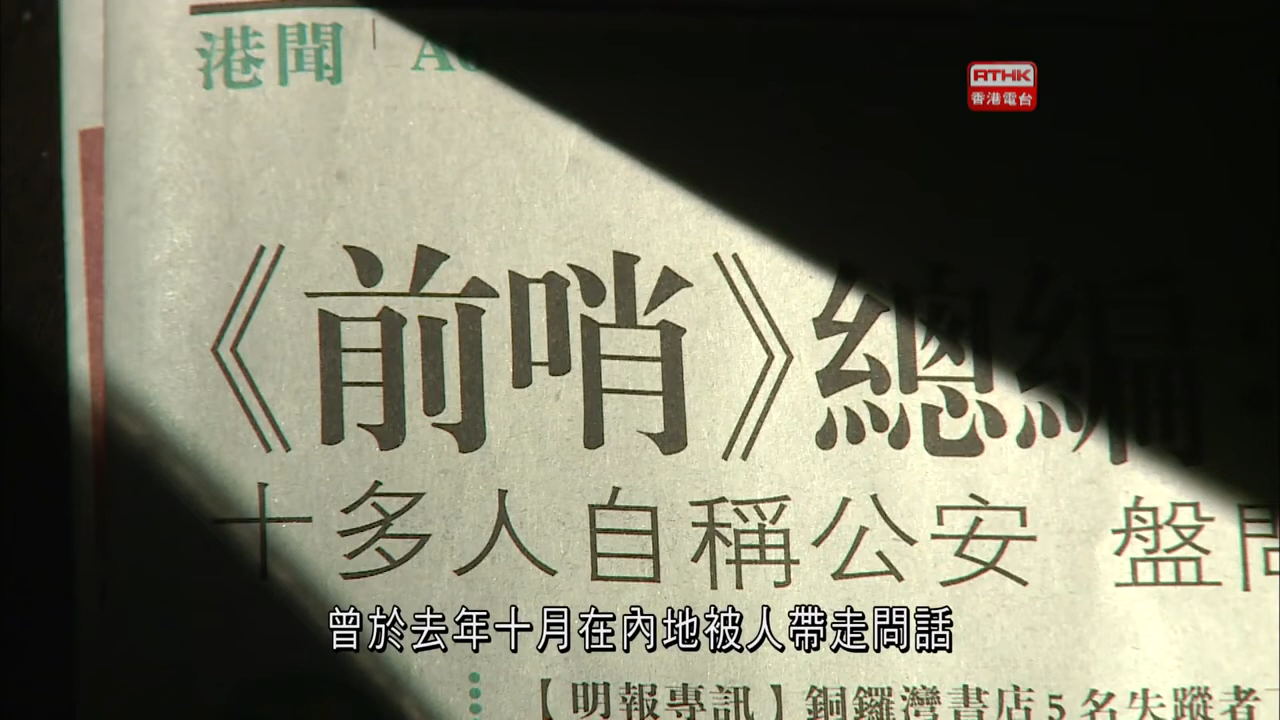 港聞
RTHK
香港電台
《前哨》總編
十多人自稱公安 盤問
曾於去年十月在內地被人帶走問話
【明報專訊】銅鑼灣書店5名失蹤者